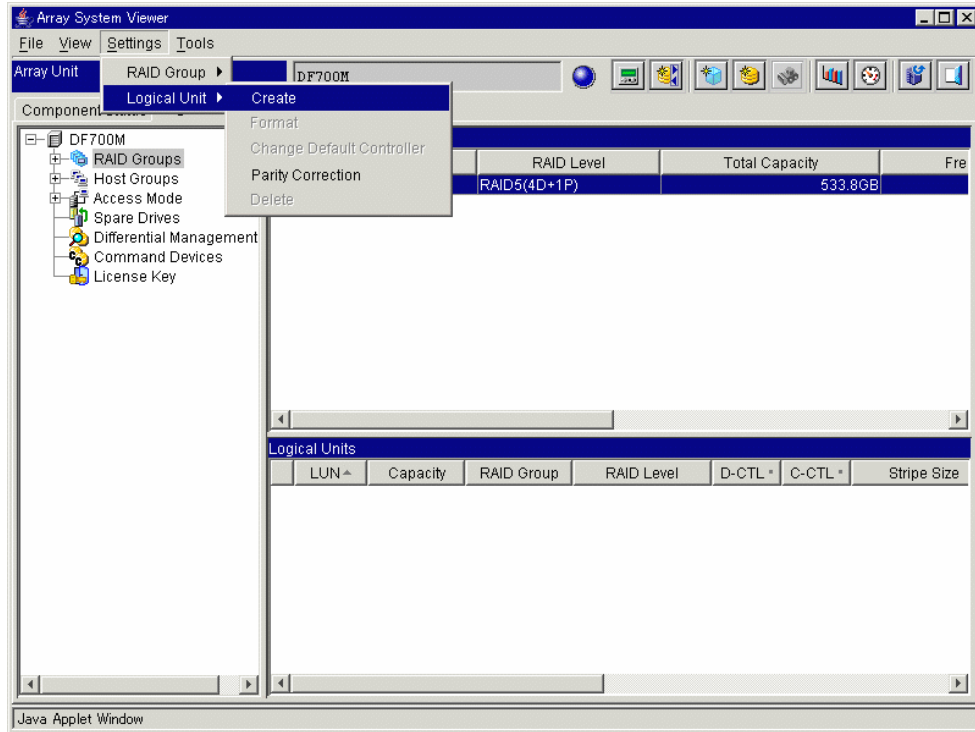 Array System Viewer
File View Settings Tools
Array Unit
DF700M
RAID Group
Logical Unit
Create
Format
Change Default Controller
Parity Correction
Delete
Component Status
DF700M
RAID Groups
Host Groups
Access Mode
Spare Drives
Differential Management
Command Devices
License Key
RAID Level Total Capacity Fre
RAID5(4D+1P) 533.8GB
Logical Units
LUN Capacity RAID Group RAID Level D-CTL * C-CTL * Stripe Size
Java Applet Window